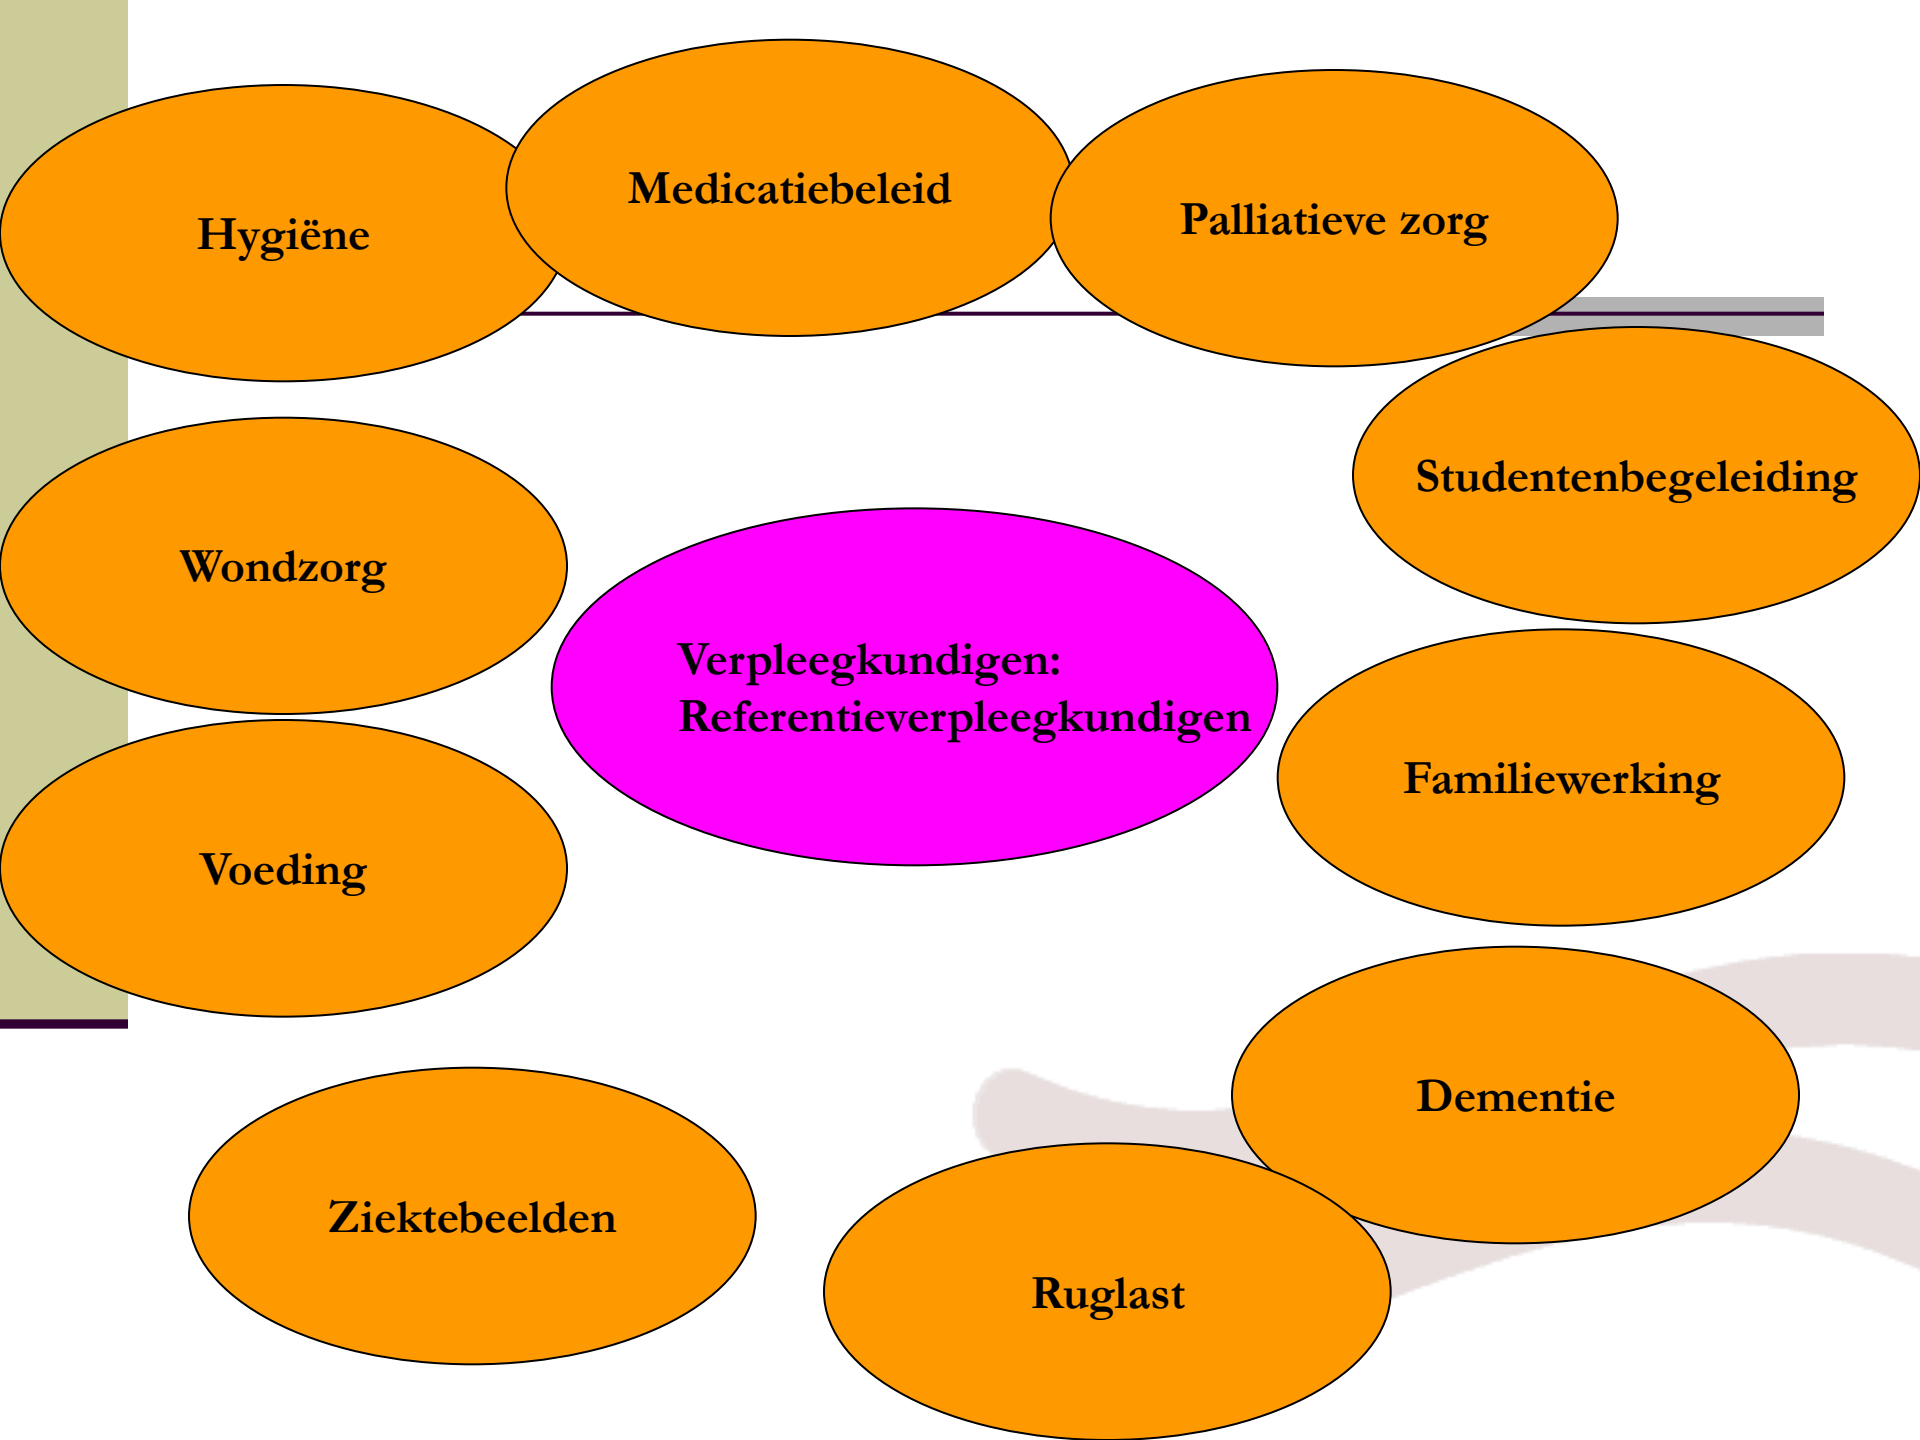 Hygiëne
Medicatiebeleid
Palliatieve zorg
Studentenbegeleiding
Wondzorg
Verpleegkundigen:
Referentieverpleegkundigen
Familiewerking
Voeding
Dementie
Ziektebeelden
Ruglast